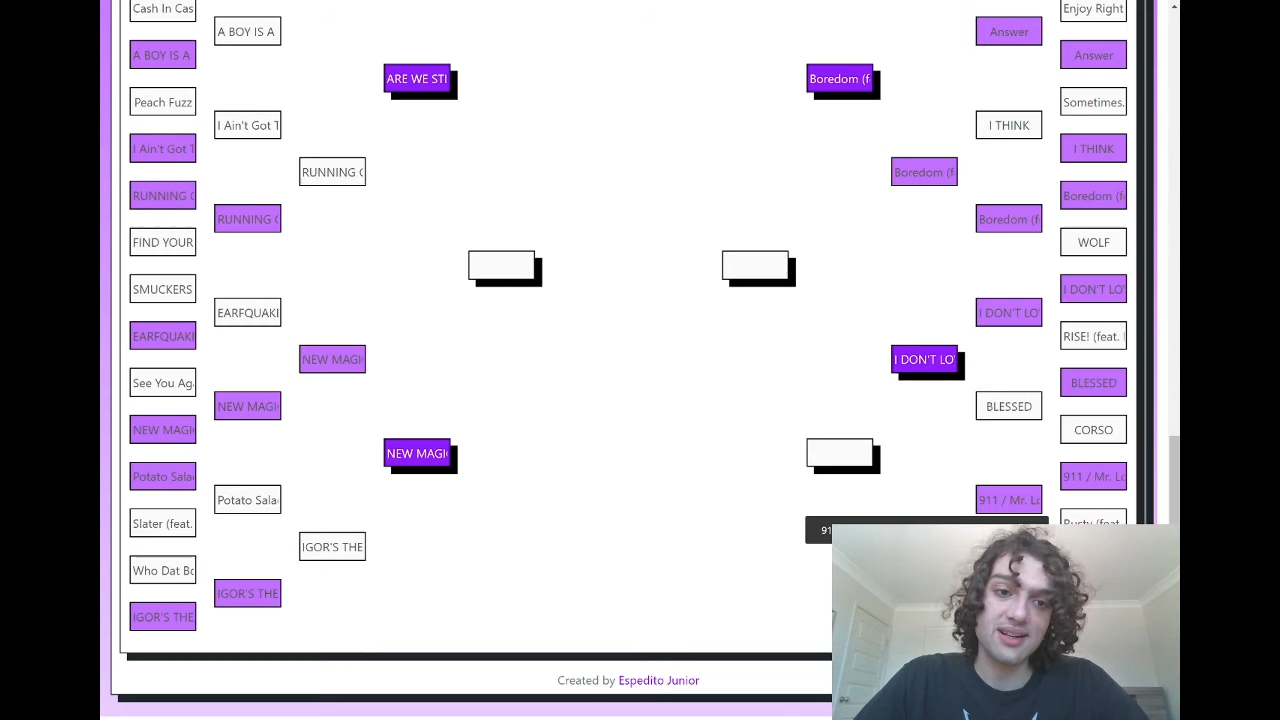 Cash In Cas
A BOY IS A
Peach Fuzz
I Ain't Got T
RUNNING O
FIND YOUR
SMUCKERS
EARFQUAKI
See You Ag
NEW MAGI
Potato Sala
Slater (feat.
Who Dat Bo
IGOR'S THE
A BOY IS A
I Ain't Got T
RUNNING O
EARFQUAKI
NEW MAGI
Potato Sala
IGOR'S THE
RUNNING O
NEW MAGI
IGOR'S THE
ARE WE STI
NEW MAGI
Boredom (f
Boredom (f
I DON'T LO
Answer
I THINK
Boredom (f
I DON'T LO
BLESSED
911 / Mr. Lo
911
Enjoy Right
Answer
Sometimes.
I THINK
Boredom (f
WOLF
I DON'T LO
RISE! (feat.
BLESSED
CORSO
911 / Mr. Lo
Rusty (feat
Created by Espedito Junior